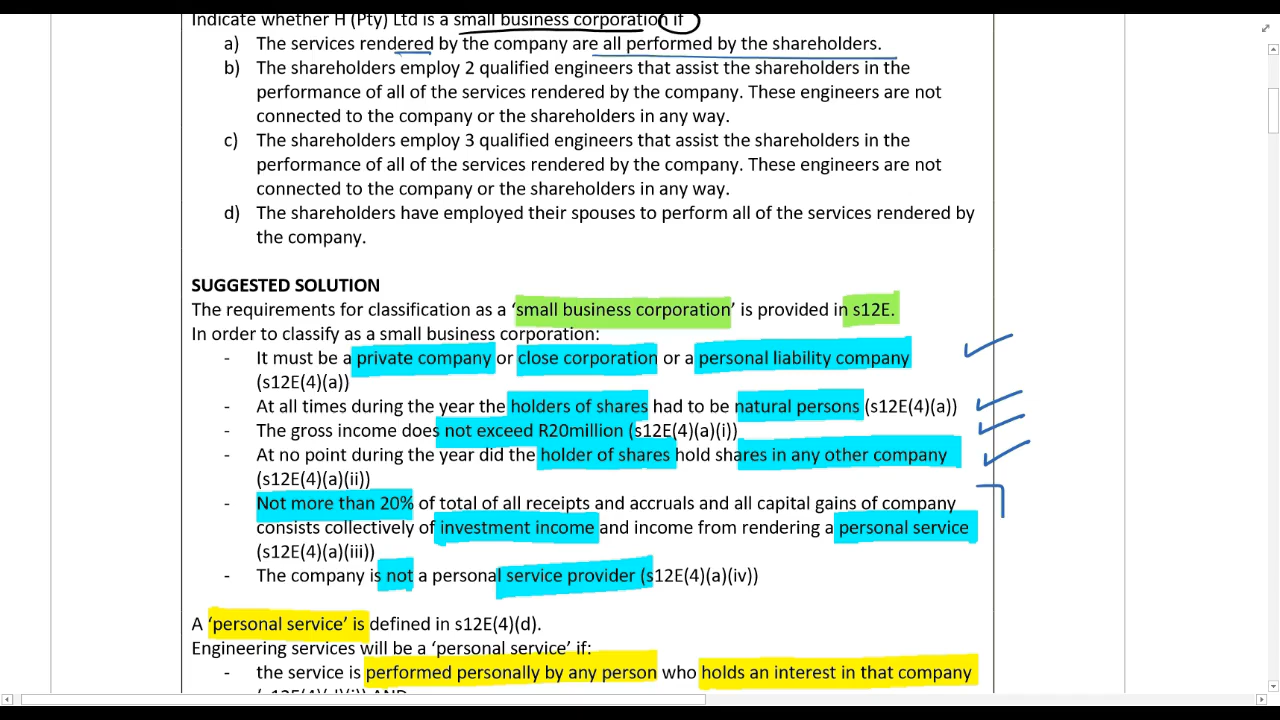 Indicate whether H (Pty) Ltd is a small business corporation if
a) The services rendered by the company are all performed by the shareholders.
b) The shareholders employ 2 qualified engineers that assist the shareholders in the
performance of all of the services rendered by the company. These engineers are not
connected to the company or the shareholders in any way.
c) The shareholders employ 3 qualified engineers that assist the shareholders in the
performance of all of the services rendered by the company. These engineers are not
connected to the company or the shareholders in any way.
d) The shareholders have employed their spouses to perform all of the services rendered by
the company.
SUGGESTED SOLUTION
The requirements for classification as a ‘small business corporation’ is provided in s12E.
In order to classify as a small business corporation:
- It must be a private company or close corporation or a personal liability company
(s12E(4)(a))
- At all times during the year the holders of shares had to be natural persons (s12E(4)(a))
- The gross income does not exceed R20million (s12E(4)(a)(i))
- At no point during the year did the holder of shares hold shares in any other company
(s12E(4)(a)(ii))
- Not more than 20% of total of all receipts and accruals and all capital gains of company
consists collectively of investment income and income from rendering a personal service
(s12E(4)(a)(iii))
- The company is not a personal service provider (s12E(4)(a)(iv))
A ‘personal service’ is defined in s12E(4)(d).
Engineering services will be a ‘personal service’ if:
- the service is performed personally by any person who holds an interest in that company
(s12E(4)(d)(i)) AND